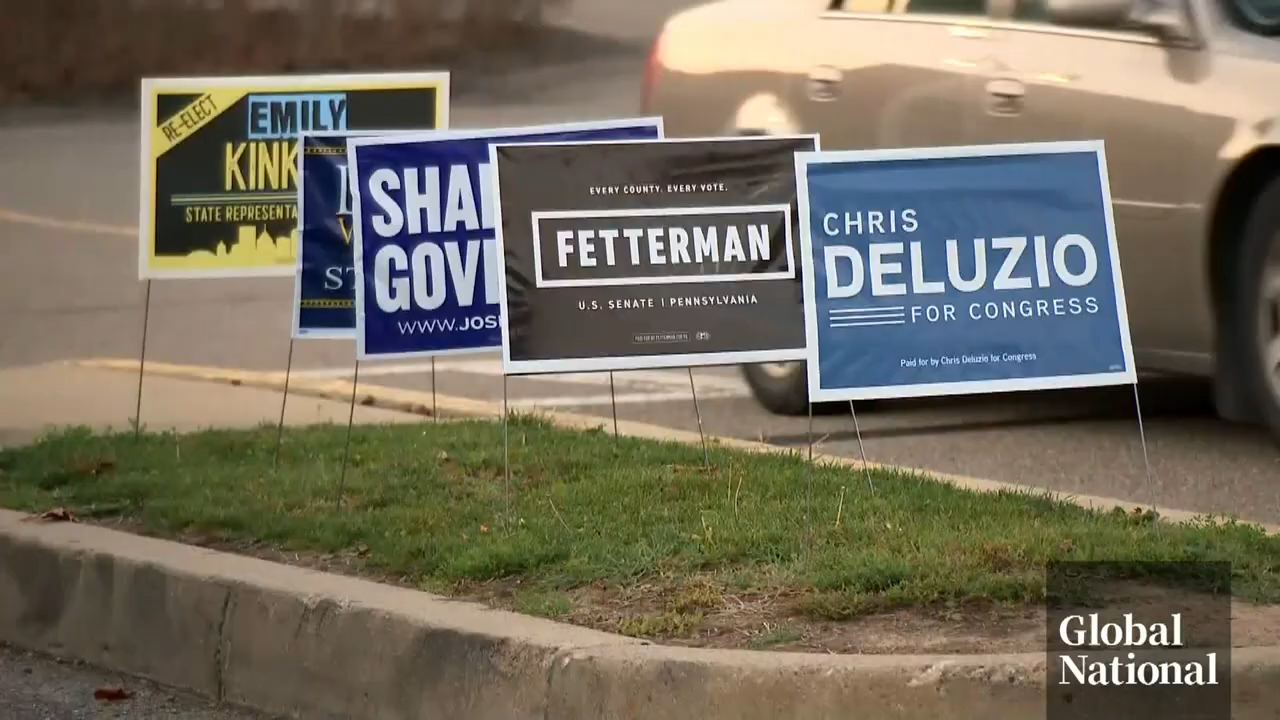 RE-ELECT
EMILY
KINK
STATE REPRESENTA
ST
SHA
GOV
WWW.JOS
EVERY COUNTY. EVERY VOTE.
FETTERMAN
U.S. SENATE | PENNSYLVANIA
CHRIS
DELUZIO
FOR CONGRESS
Paid for by Chris Deluzio for Congress
Global
National